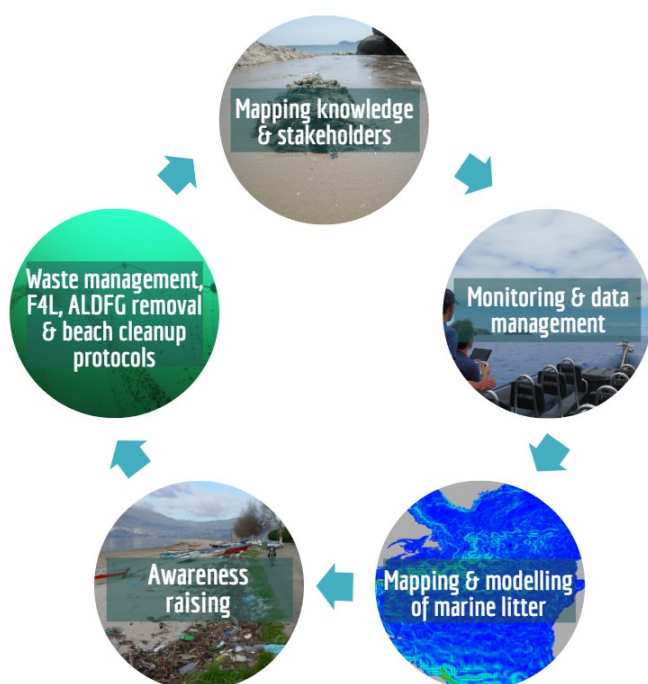 Mapping knowledge
& stakeholders
Monitoring & data
management
Mapping & modelling
of marine litter
Awareness
raising
Waste management,
F4L, ALDFG removal
& beach cleanup
protocols